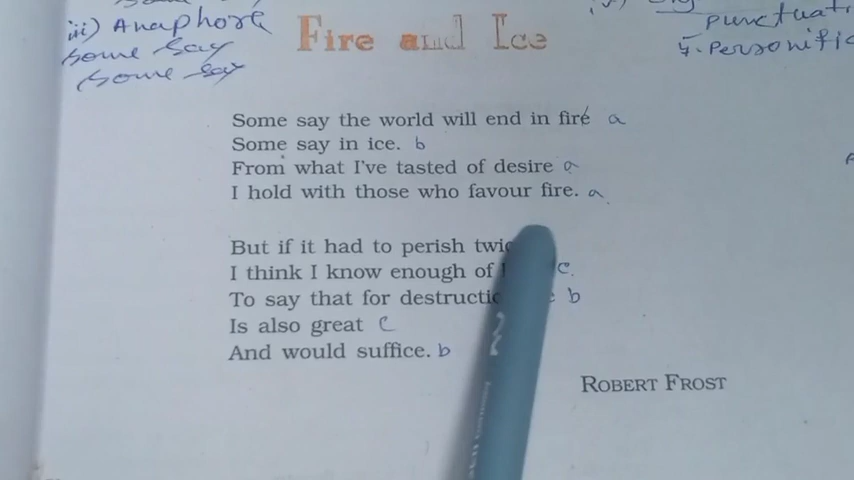 iii) Anaphora
some say
some say
Fire and Ice
punctuati
5. Personific
Some say the world will end in fire a
Some say in ice. b
From what I've tasted of desire a
I hold with those who favour fire. a
But if it had to perish twic
I think I know enough of c.
To say that for destructio b
Is also great c
And would suffice. b
ROBERT FROST